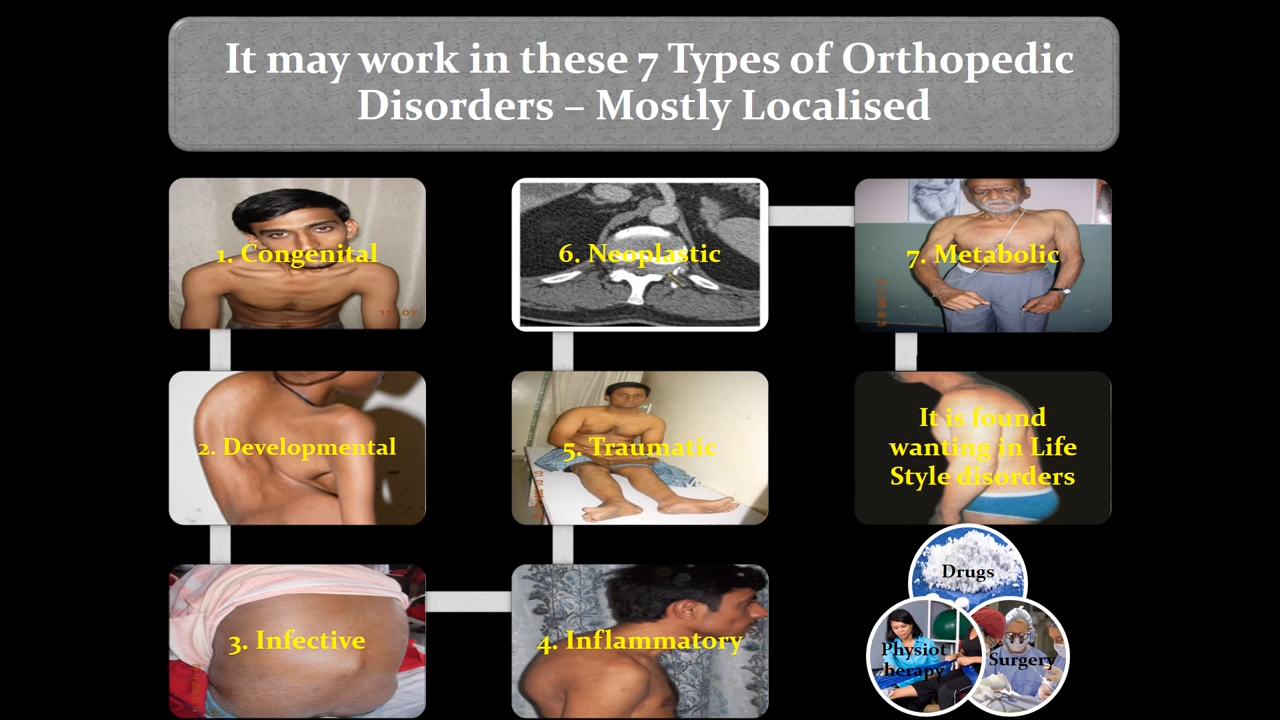 It may work in these 7 Types of Orthopedic
Disorders – Mostly Localised
1. Congenital
2. Developmental
3. Infective
4. Inflammatory
5. Traumatic
6. Neoplastic
7. Metabolic
It is found
wanting in Life
Style disorders
Drugs
Physiot
herapy
Surgery